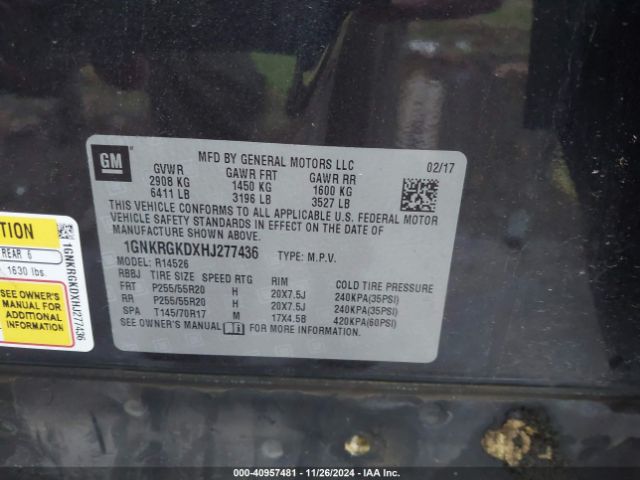 GM
MFD BY GENERAL MOTORS LLC
02/17
GVWR GAWR FRT GAWR RR
2908 KG 1450 KG 1600 KG
6411 LB 3196 LB 3527 LB
THIS VEHICLE CONFORMS TO ALL APPLICABLE U.S. FEDERAL MOTOR
VEHICLE SAFETY STANDARDS IN EFFECT ON THE DATE OF
MANUFACTURE SHOWN ABOVE.
1GNKRGKDXHJ277436 TYPE: M.P.V.
MODEL: R14526
RBBJ TIRE SIZE SPEED RTG RIM COLD TIRE PRESSURE
FRT P255/55R20 H 20X7.5J 240KPA(35PSI)
RR P255/55R20 H 20X7.5J 240KPA(35PSI)
SPA T145/70R17 M 17X4.5B 420KPA(60PSI)
SEE OWNER'S MANUAL FOR MORE INFORMATION.
TION
REAR
1630 lbs.
SEE OWNER'S
MANUAL FOR
ADDITIONAL
INFORMATION
1GNKRGKDXHJ277436
000-40957481 - 11/26/2024 - IAA Inc.